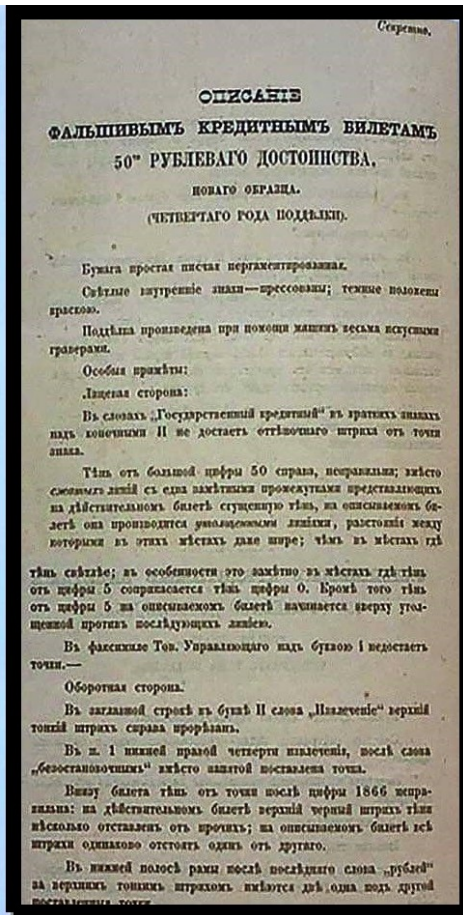 Секретно.
ОПИСАНІЕ
ФАЛЬШИВЫМЪ КРЕДИТНЫМЪ БИЛЕТАМЪ
50ТИ РУБЛЕВАГО ДОСТОИНСТВА,
НОВАГО ОБРАЗЦА.
(ЧЕТВЕРТАГО РОДА ПОДДѢЛКИ).
Бумага простая писчая пергаментированная.
Свѣтлые внутренніе знаки—прессованы; темные положены
краскою.
Поддѣлка произведена при помощи машинъ весьма искусными
граверами.
Особыя примѣты:
Лицевая сторона:
Въ словахъ „Государственный кредитный“ въ краткихъ знакахъ
надъ конечными Й не достаетъ оттѣночнаго штриха отъ точки
знака.
Тѣнь отъ большой цифры 50 справа, неправильна; вмѣсто
сжатыхъ линій съ едва замѣтными промежутками представляющихъ
на дѣйствительномъ билетѣ сгущенную тѣнь, на описываемомъ би-
летѣ она производится утолщенными линіями, разстоянія между
которыми въ этихъ мѣстахъ даже шире; чѣмъ въ мѣстахъ гдѣ
тѣнь свѣтлѣе; въ особенности это замѣтно въ мѣстахъ гдѣ тѣнь
отъ цифры 5 соприкасается тѣнь цифры 0. Кромѣ того тѣнь
отъ цифры 5 на описываемомъ билетѣ начинается вверху утол-
щенной противъ послѣдующихъ линіею.
Въ факсимиле Тов. Управляющаго надъ буквою і недостаетъ
точки.—
Оборотная сторона.
Въ заглавной строкѣ въ буквѣ И слова „Извлеченіе“ верхній
тонкій штрихъ справа прорѣзанъ.
Въ п. 1 нижней правой четверти извлеченія, послѣ слова
„безостановочнымъ“ вмѣсто запятой поставлена точка.
Внизу билета тѣнь отъ точки послѣ цифры 1866 непра-
вильна: на дѣйствительномъ билетѣ верхній черный штрихъ тѣни
нѣсколько отставленъ отъ прочихъ; на описываемомъ билетѣ всѣ
штрихи одинаково отстоятъ одинъ отъ другаго.
Въ нижней полосѣ рамы послѣ послѣдняго слова „рублей“
за верхнимъ тонкимъ штрихомъ имѣются двѣ одна подъ другой
поставленныя точки.